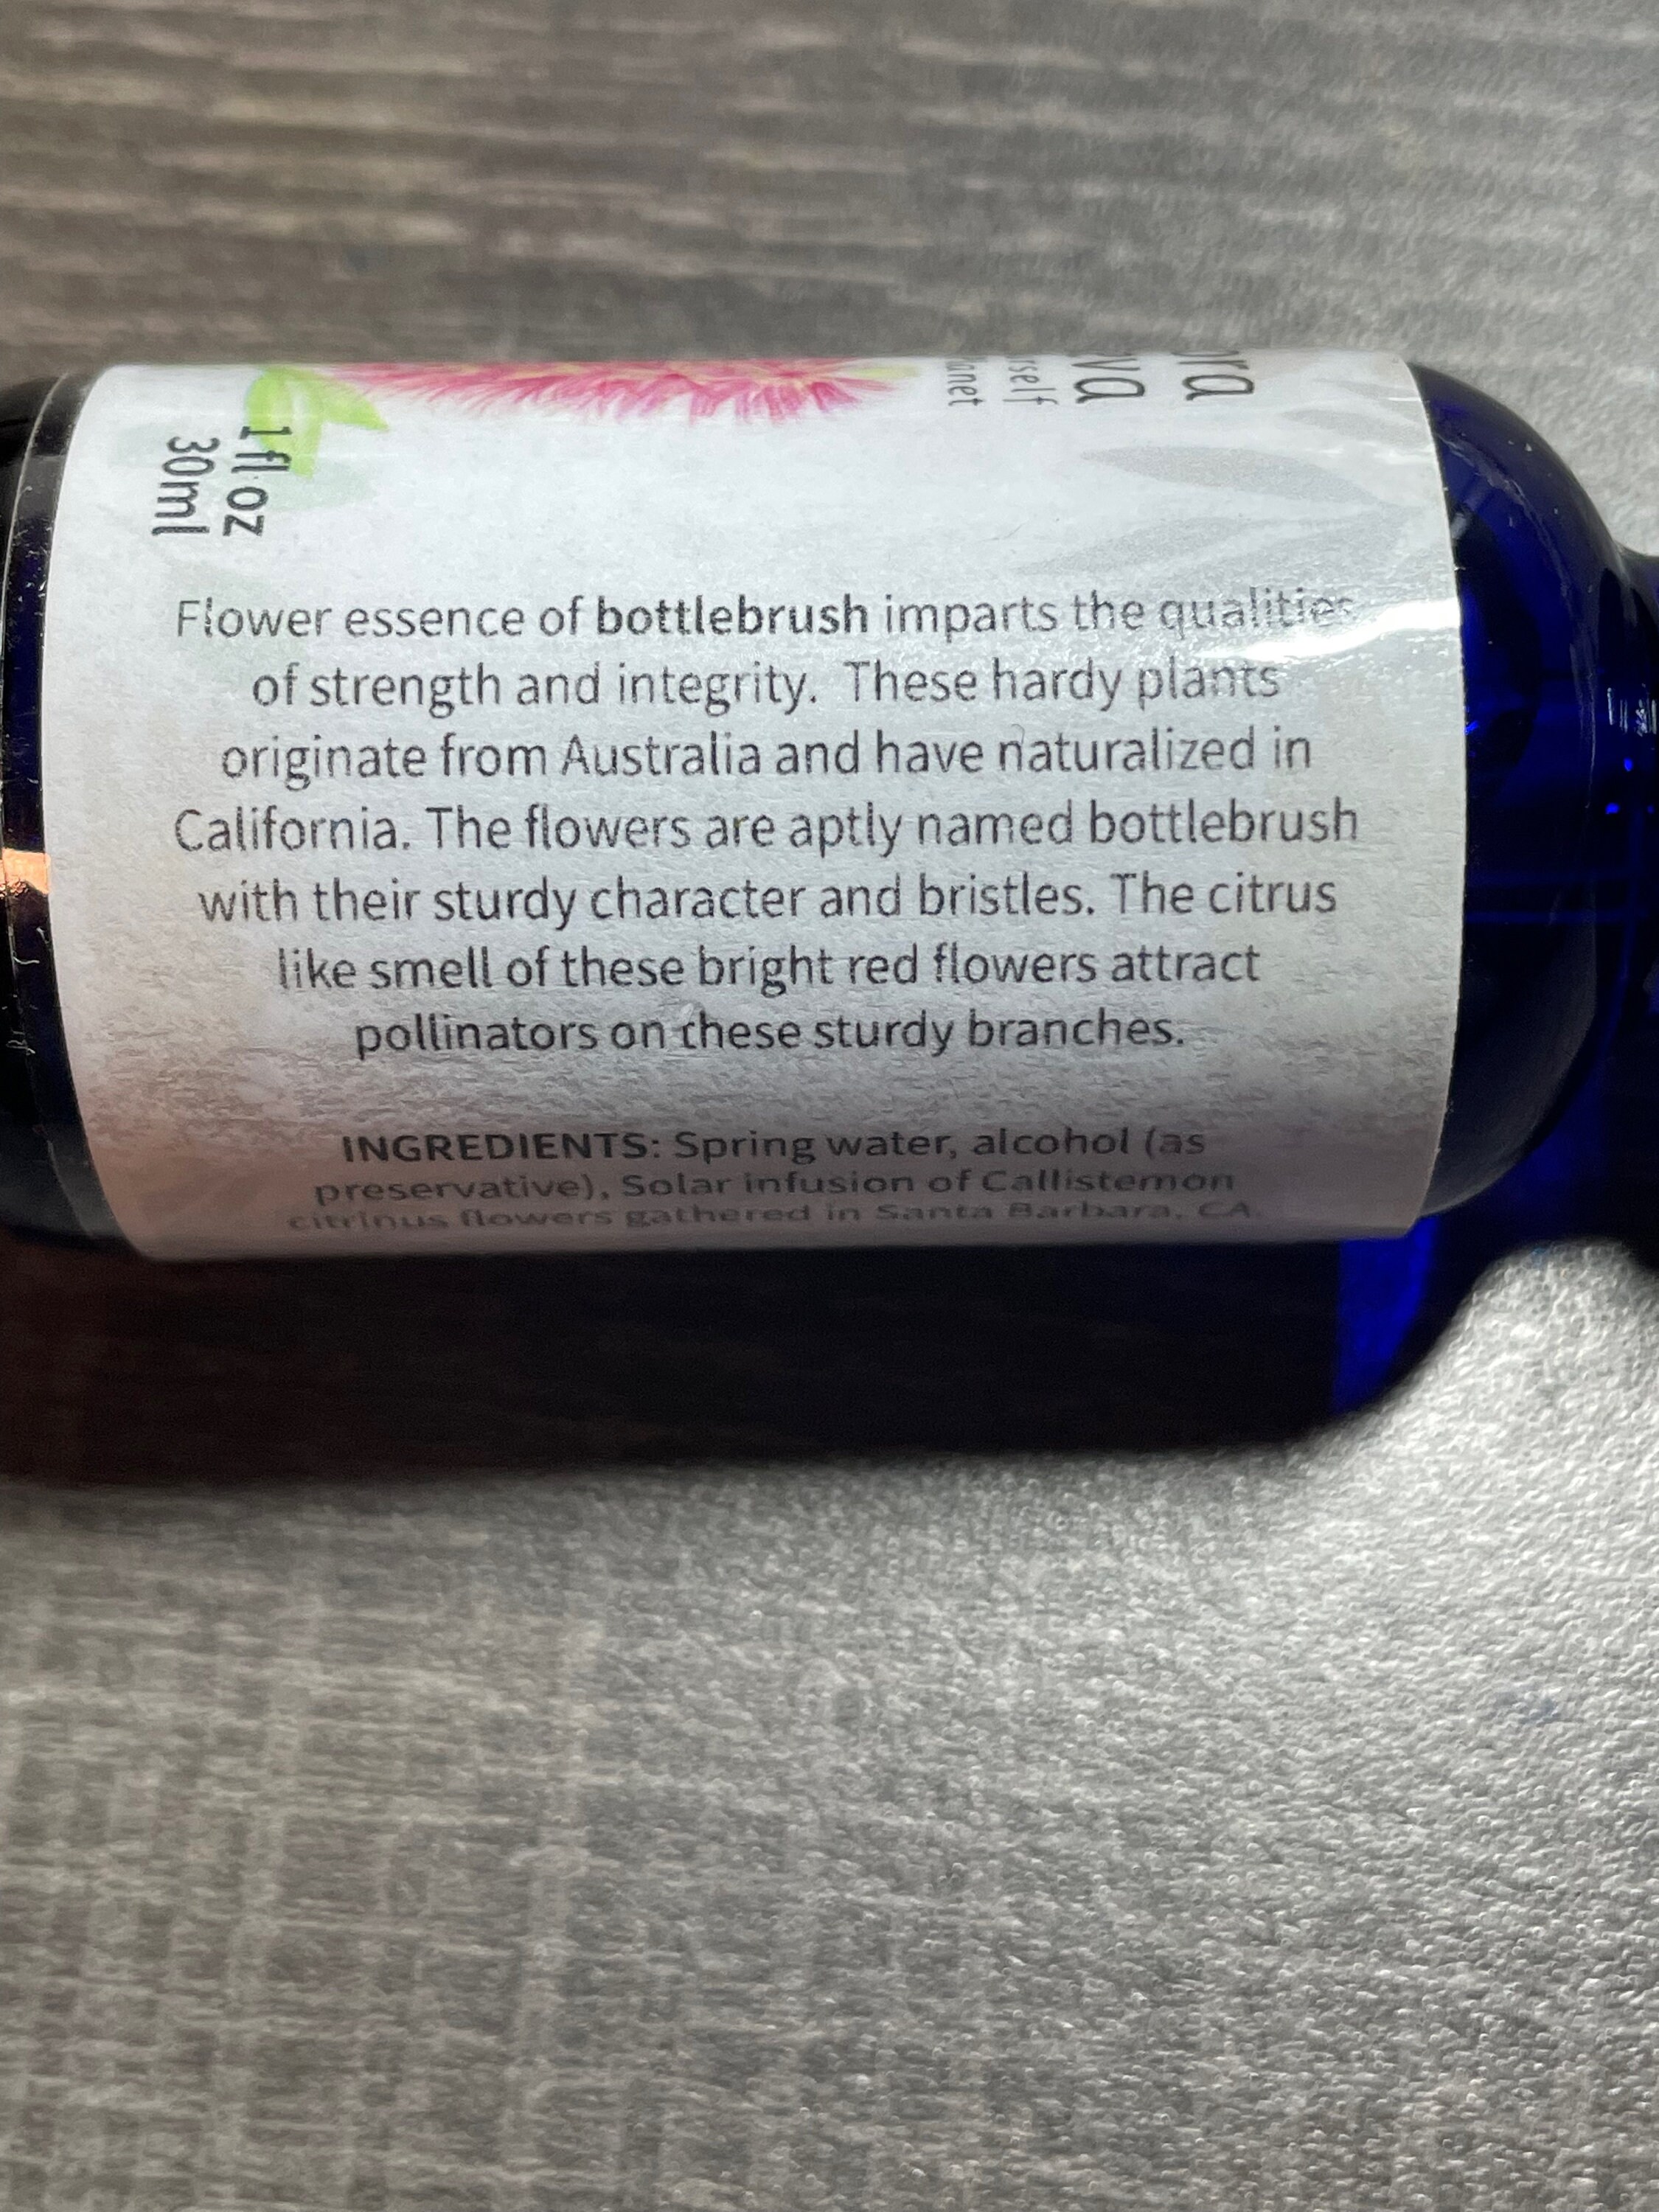 1 fl oz
30ml
Flower essence of bottlebrush imparts the qualities
of strength and integrity. These hardy plants
originate from Australia and have naturalized in
California. The flowers are aptly named bottlebrush
with their sturdy character and bristles. The citrus
like smell of these bright red flowers attract
pollinators on these sturdy branches.
INGREDIENTS: Spring water, alcohol (as
preservative), Solar infusion of Callistemon
citrinus flowers gathered in Santa Barbara, CA.